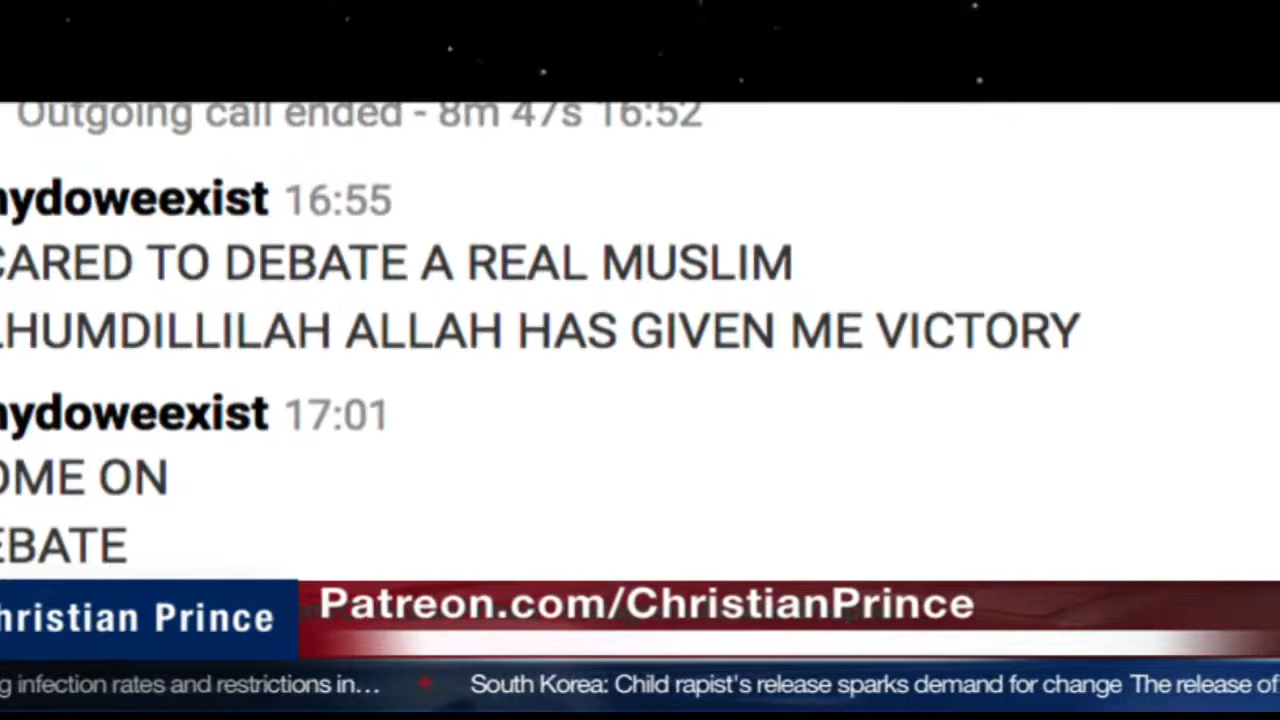 Outgoing call ended - 8m 47s 16:52
nydoweexist 16:55
CARED TO DEBATE A REAL MUSLIM
LHUMDILLILAH ALLAH HAS GIVEN ME VICTORY
nydoweexist 17:01
OME ON
EBATE
hristian Prince
Patreon.com/ChristianPrince
g infection rates and restrictions in… South Korea: Child rapist's release sparks demand for change The release of